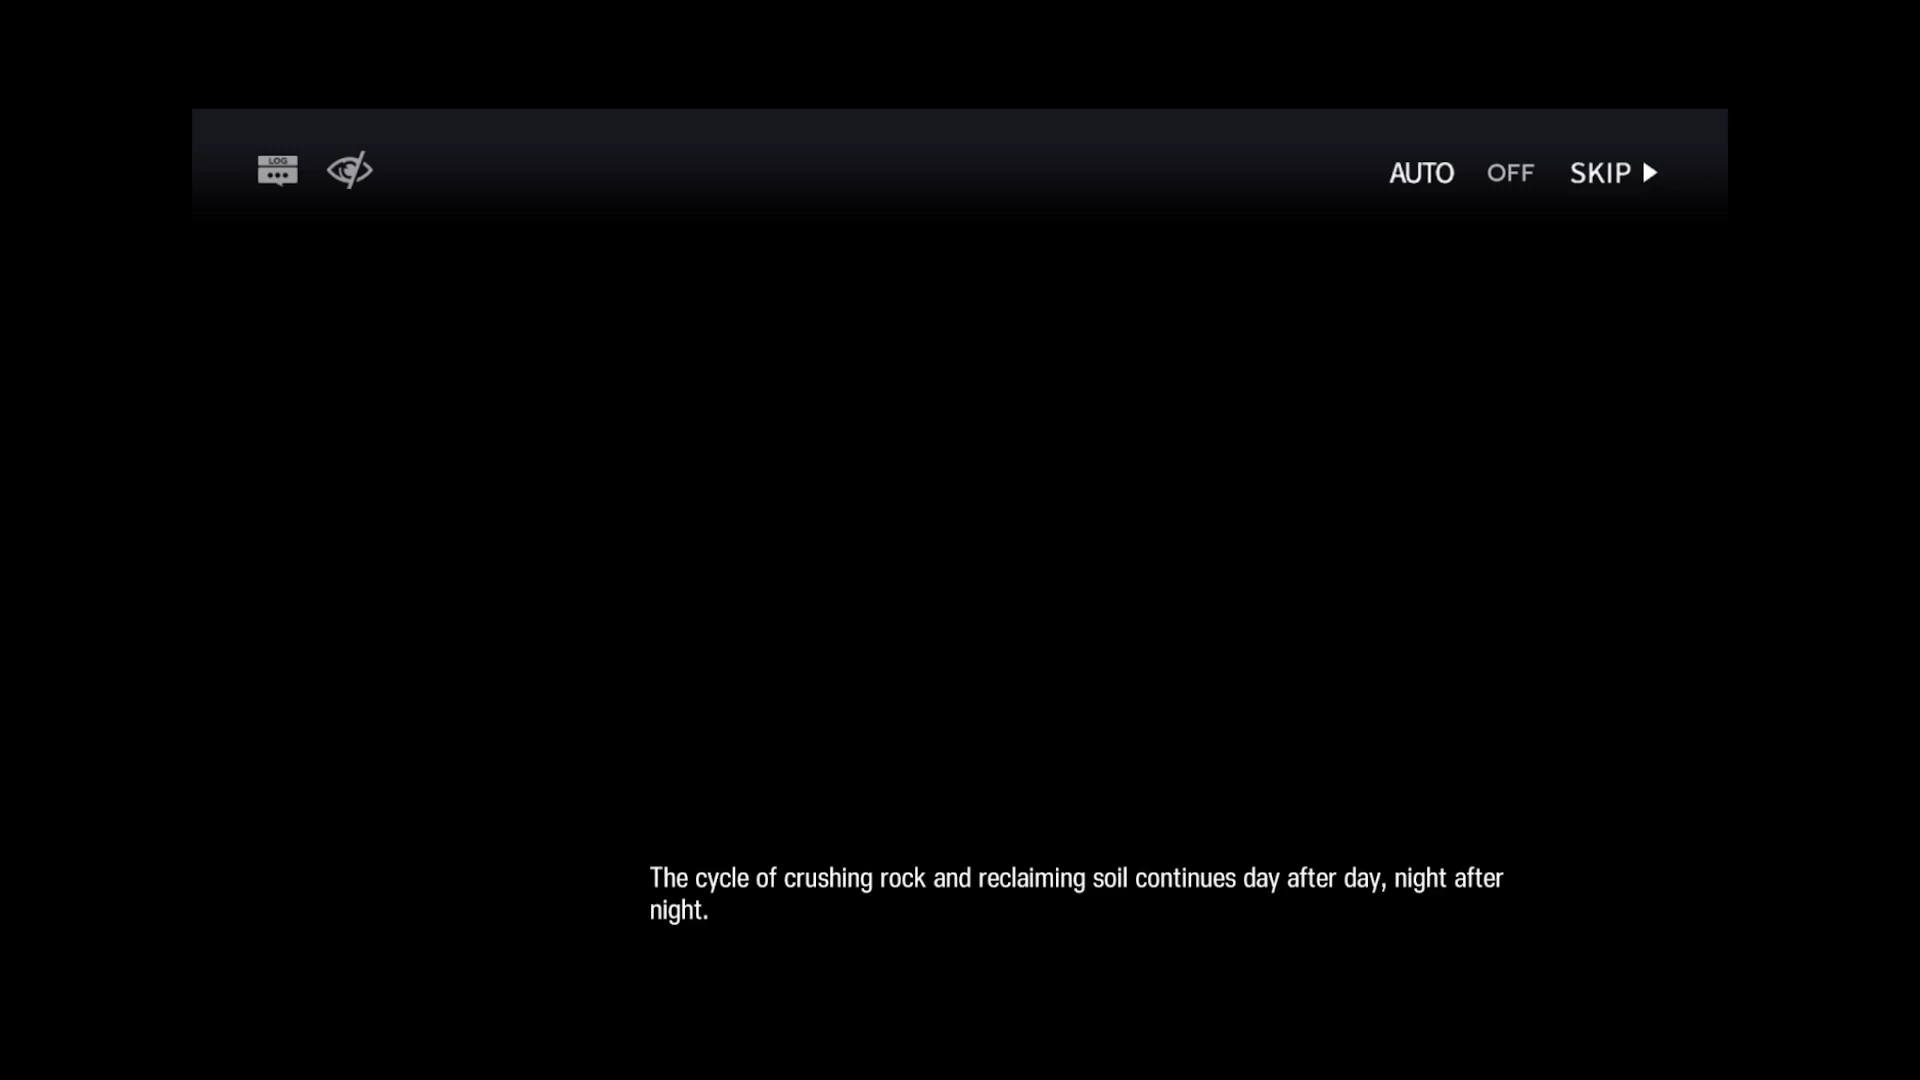 LOG
AUTO OFF SKIP
The cycle of crushing rock and reclaiming soil continues day after day, night after
night.